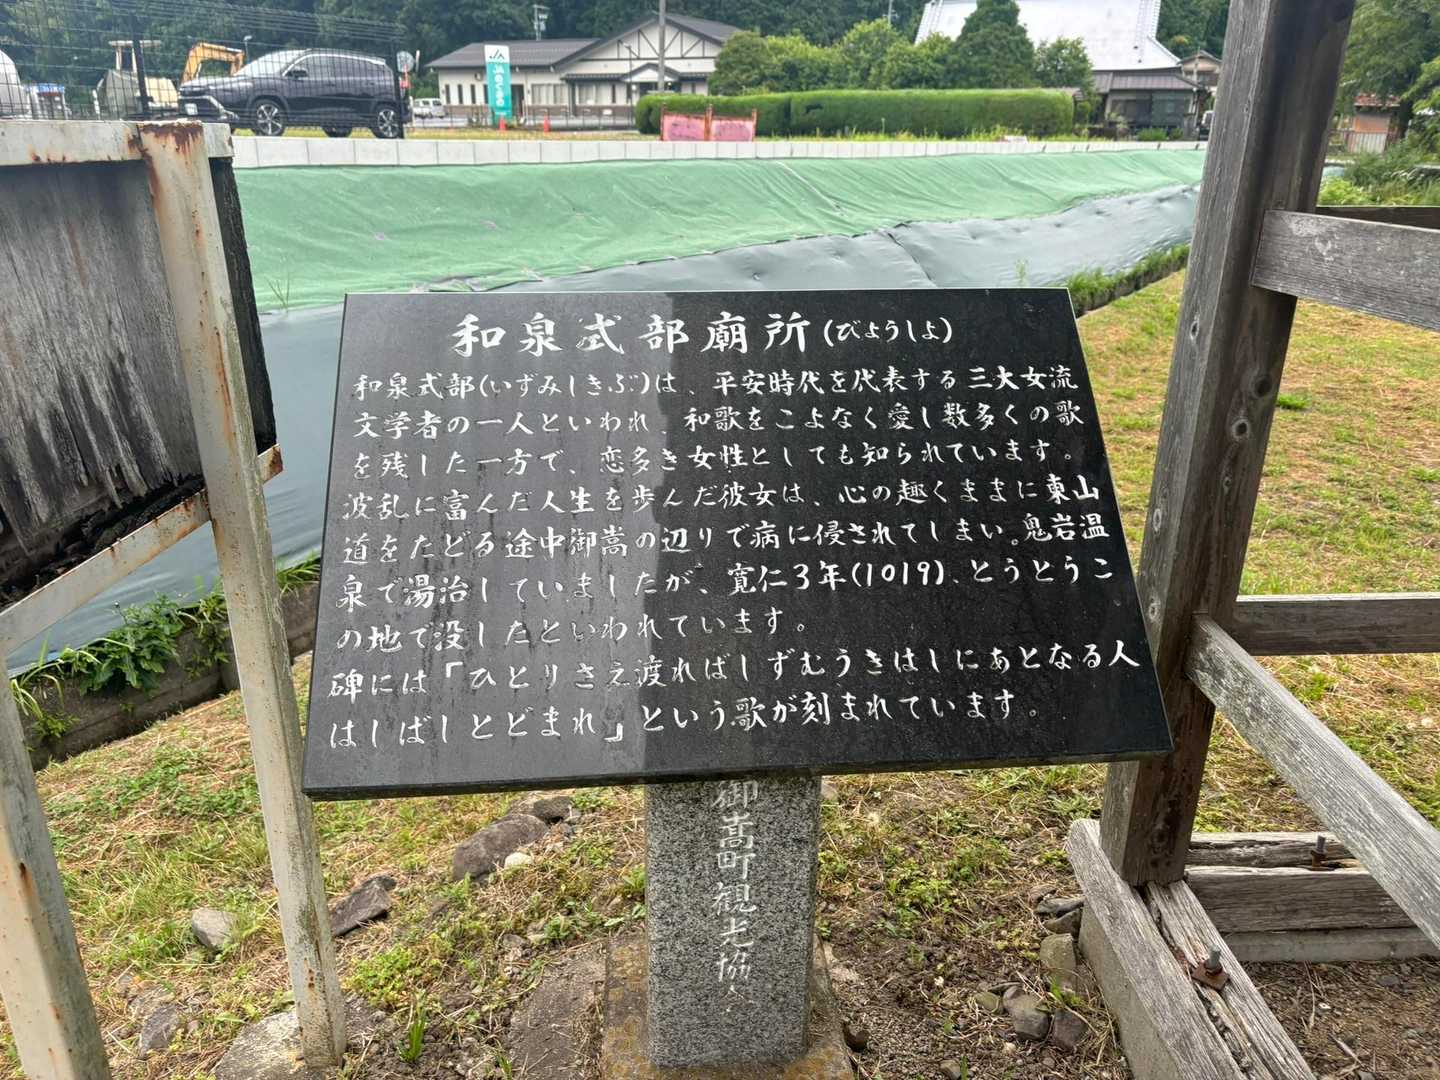 和泉式部廟所(びょうしよ)
和泉式部(いずみしきぶ)は、平安時代を代表する三大女流
文学者の一人といわれ、和歌をこよなく愛し数多くの歌
を残した一方で、恋多き女性としても知られています。
波乱に富んだ人生を歩んだ彼女は、心の趣くままに東山
道をたどる途中御嵩の辺りで病に侵されてしまい。鬼岩温
泉で湯治していましたが、寛仁3年(1019)、とうとうこ
の地で没したといわれています。
碑には「ひとりさえ渡ればしずむうきはしにあとなる人
はしばしとどまれ」という歌が刻まれています。
御嵩町観光協会
JA